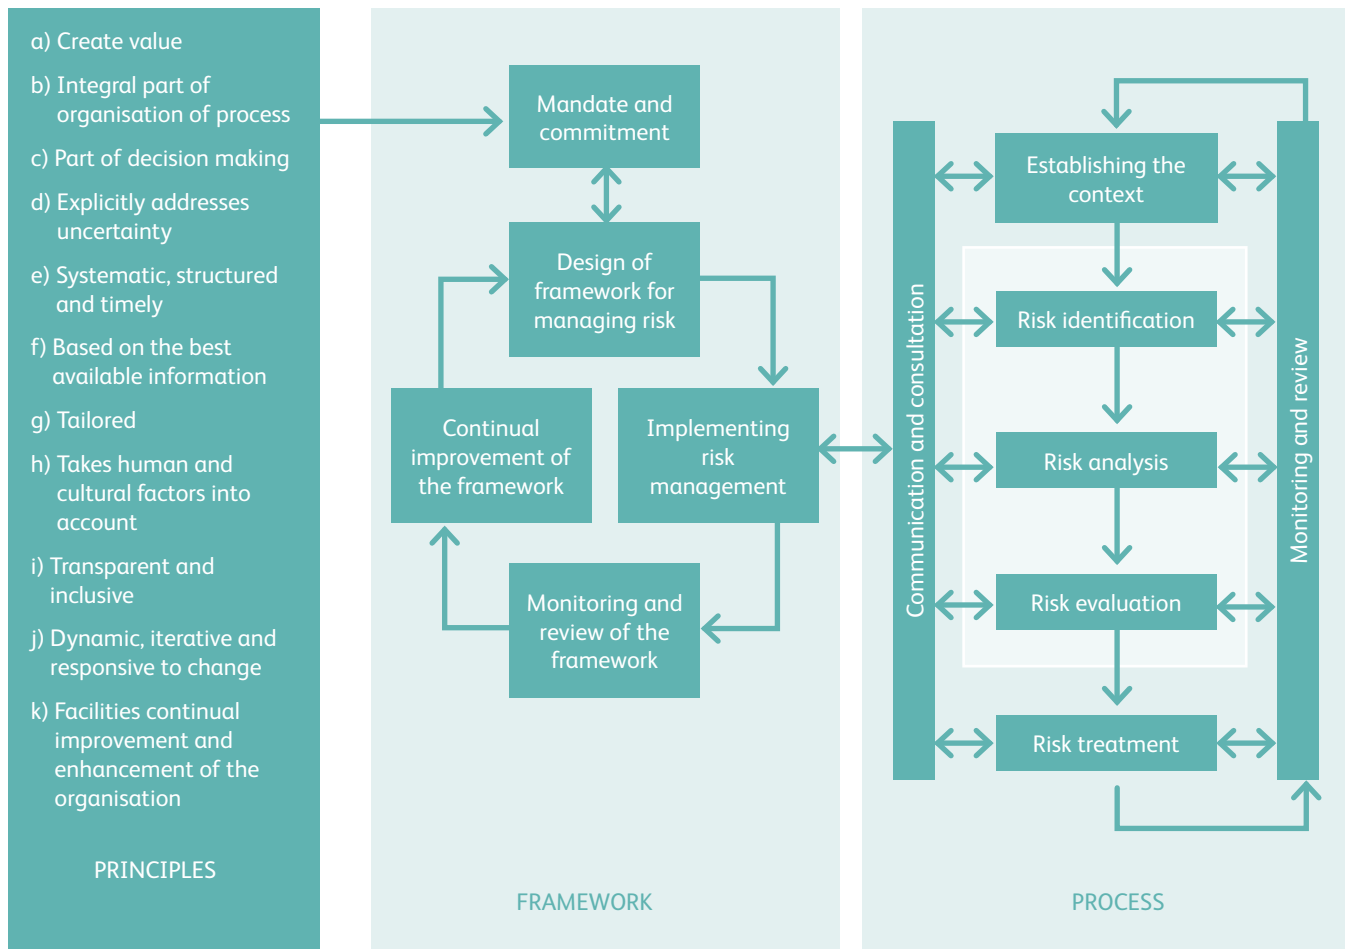 a) Create value
b) Integral part of
organisation of process
c) Part of decision making
d) Explicitly addresses
uncertainty
e) Systematic, structured
and timely
f) Based on the best
available information
g) Tailored
h) Takes human and
cultural factors into
account
i) Transparent and
inclusive
j) Dynamic, iterative and
responsive to change
k) Facilities continual
improvement and
enhancement of the
organisation
PRINCIPLES
Mandate and
commitment
Design of
framework for
managing risk
Continual
improvement of
the framework
Implementing
risk
management
Monitoring and
review of the
framework
FRAMEWORK
Communication and consultation
Establishing the
context
Risk identification
Risk analysis
Risk evaluation
Risk treatment
Monitoring and review
PROCESS